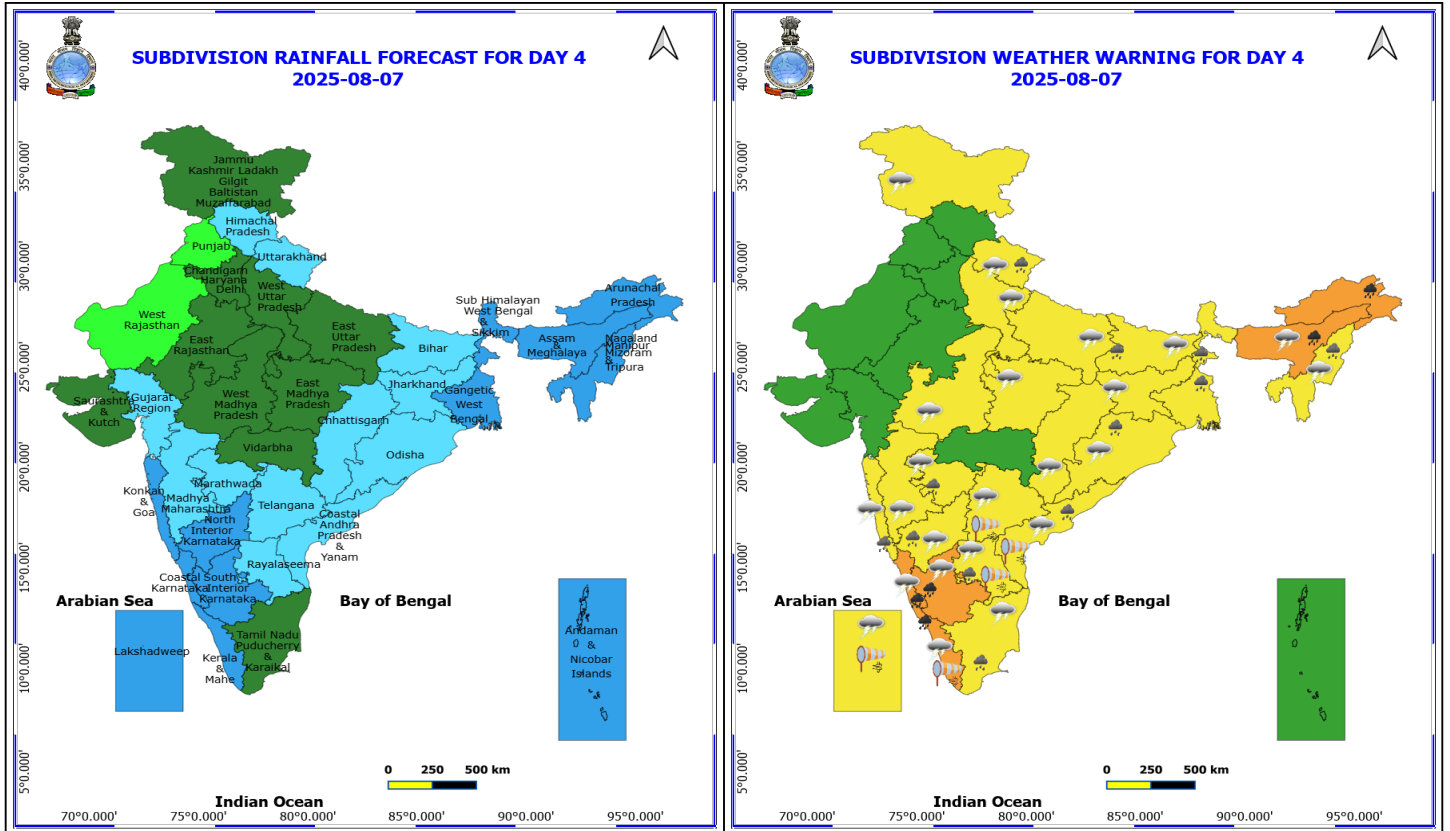 SUBDIVISION RAINFALL FORECAST FOR DAY 4
2025-08-07
40°0.000'
35°0.000'
30°0.000'
25°0.000'
20°0.000'
15°0.000'
10°0.000'
5°0.000'
Jammu
Kashmir Ladakh
Gilgit
Baltistan
Muzaffarabad
Himachal
Pradesh
Punjab
Uttarakhand
Chandigarh
Haryana
Delhi
West
Uttar
Pradesh
West
Rajasthan
East
Rajasthan
East
Uttar
Pradesh
Sub Himalayan
West Bengal
&
Sikkim
Arunachal
Pradesh
Assam
&
Meghalaya
Nagaland
Manipur
Mizoram
&
Tripura
Bihar
Jharkhand
Gangetic
West
Bengal
Saurashtra
&
Kutch
Gujarat
Region
West
Madhya
Pradesh
East
Madhya
Pradesh
Chhattisgarh
Vidarbha
Odisha
Konkan
&
Goa
Madhya
Maharashtra
Marathwada
Telangana
North
Interior
Karnataka
Coastal
Andhra
Pradesh
&
Yanam
Rayalaseema
Coastal
Karnataka
South
Interior
Karnataka
Arabian Sea
Bay of Bengal
Lakshadweep
Kerala
&
Mahe
Tamil Nadu
Puducherry
&
Karaikal
Andaman
&
Nicobar
Islands
0 250 500 km
Indian Ocean
70°0.000' 75°0.000' 80°0.000' 85°0.000' 90°0.000' 95°0.000'
SUBDIVISION WEATHER WARNING FOR DAY 4
2025-08-07
40°0.000'
35°0.000'
30°0.000'
25°0.000'
20°0.000'
15°0.000'
10°0.000'
5°0.000'
Arabian Sea
Bay of Bengal
0 250 500 km
Indian Ocean
70°0.000' 75°0.000' 80°0.000' 85°0.000' 90°0.000' 95°0.000'